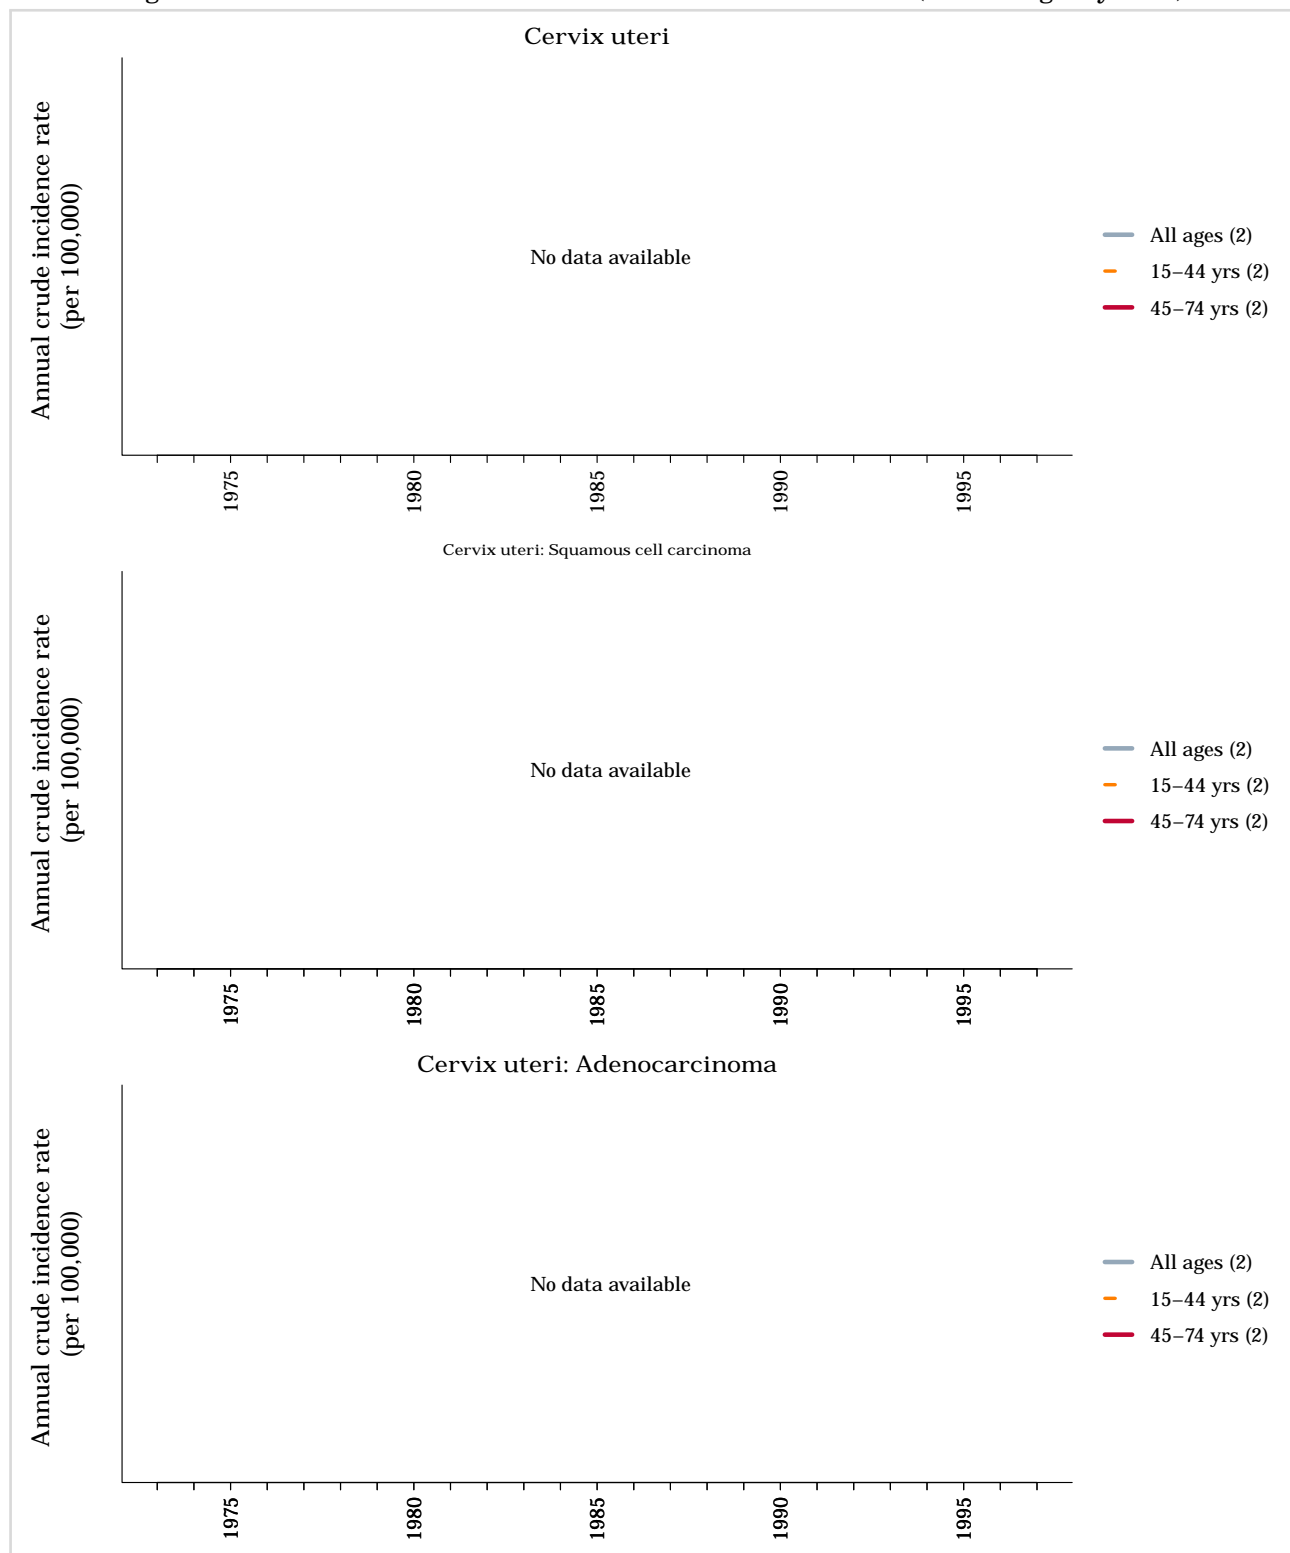 Cervix uteri
Annual crude incidence rate
(per 100,000)
No data available
All ages (2)
15–44 yrs (2)
45–74 yrs (2)
1975
1980
1985
1990
1995
Cervix uteri: Squamous cell carcinoma
Annual crude incidence rate
(per 100,000)
No data available
All ages (2)
15–44 yrs (2)
45–74 yrs (2)
1975
1980
1985
1990
1995
Cervix uteri: Adenocarcinoma
Annual crude incidence rate
(per 100,000)
No data available
All ages (2)
15–44 yrs (2)
45–74 yrs (2)
1975
1980
1985
1990
1995